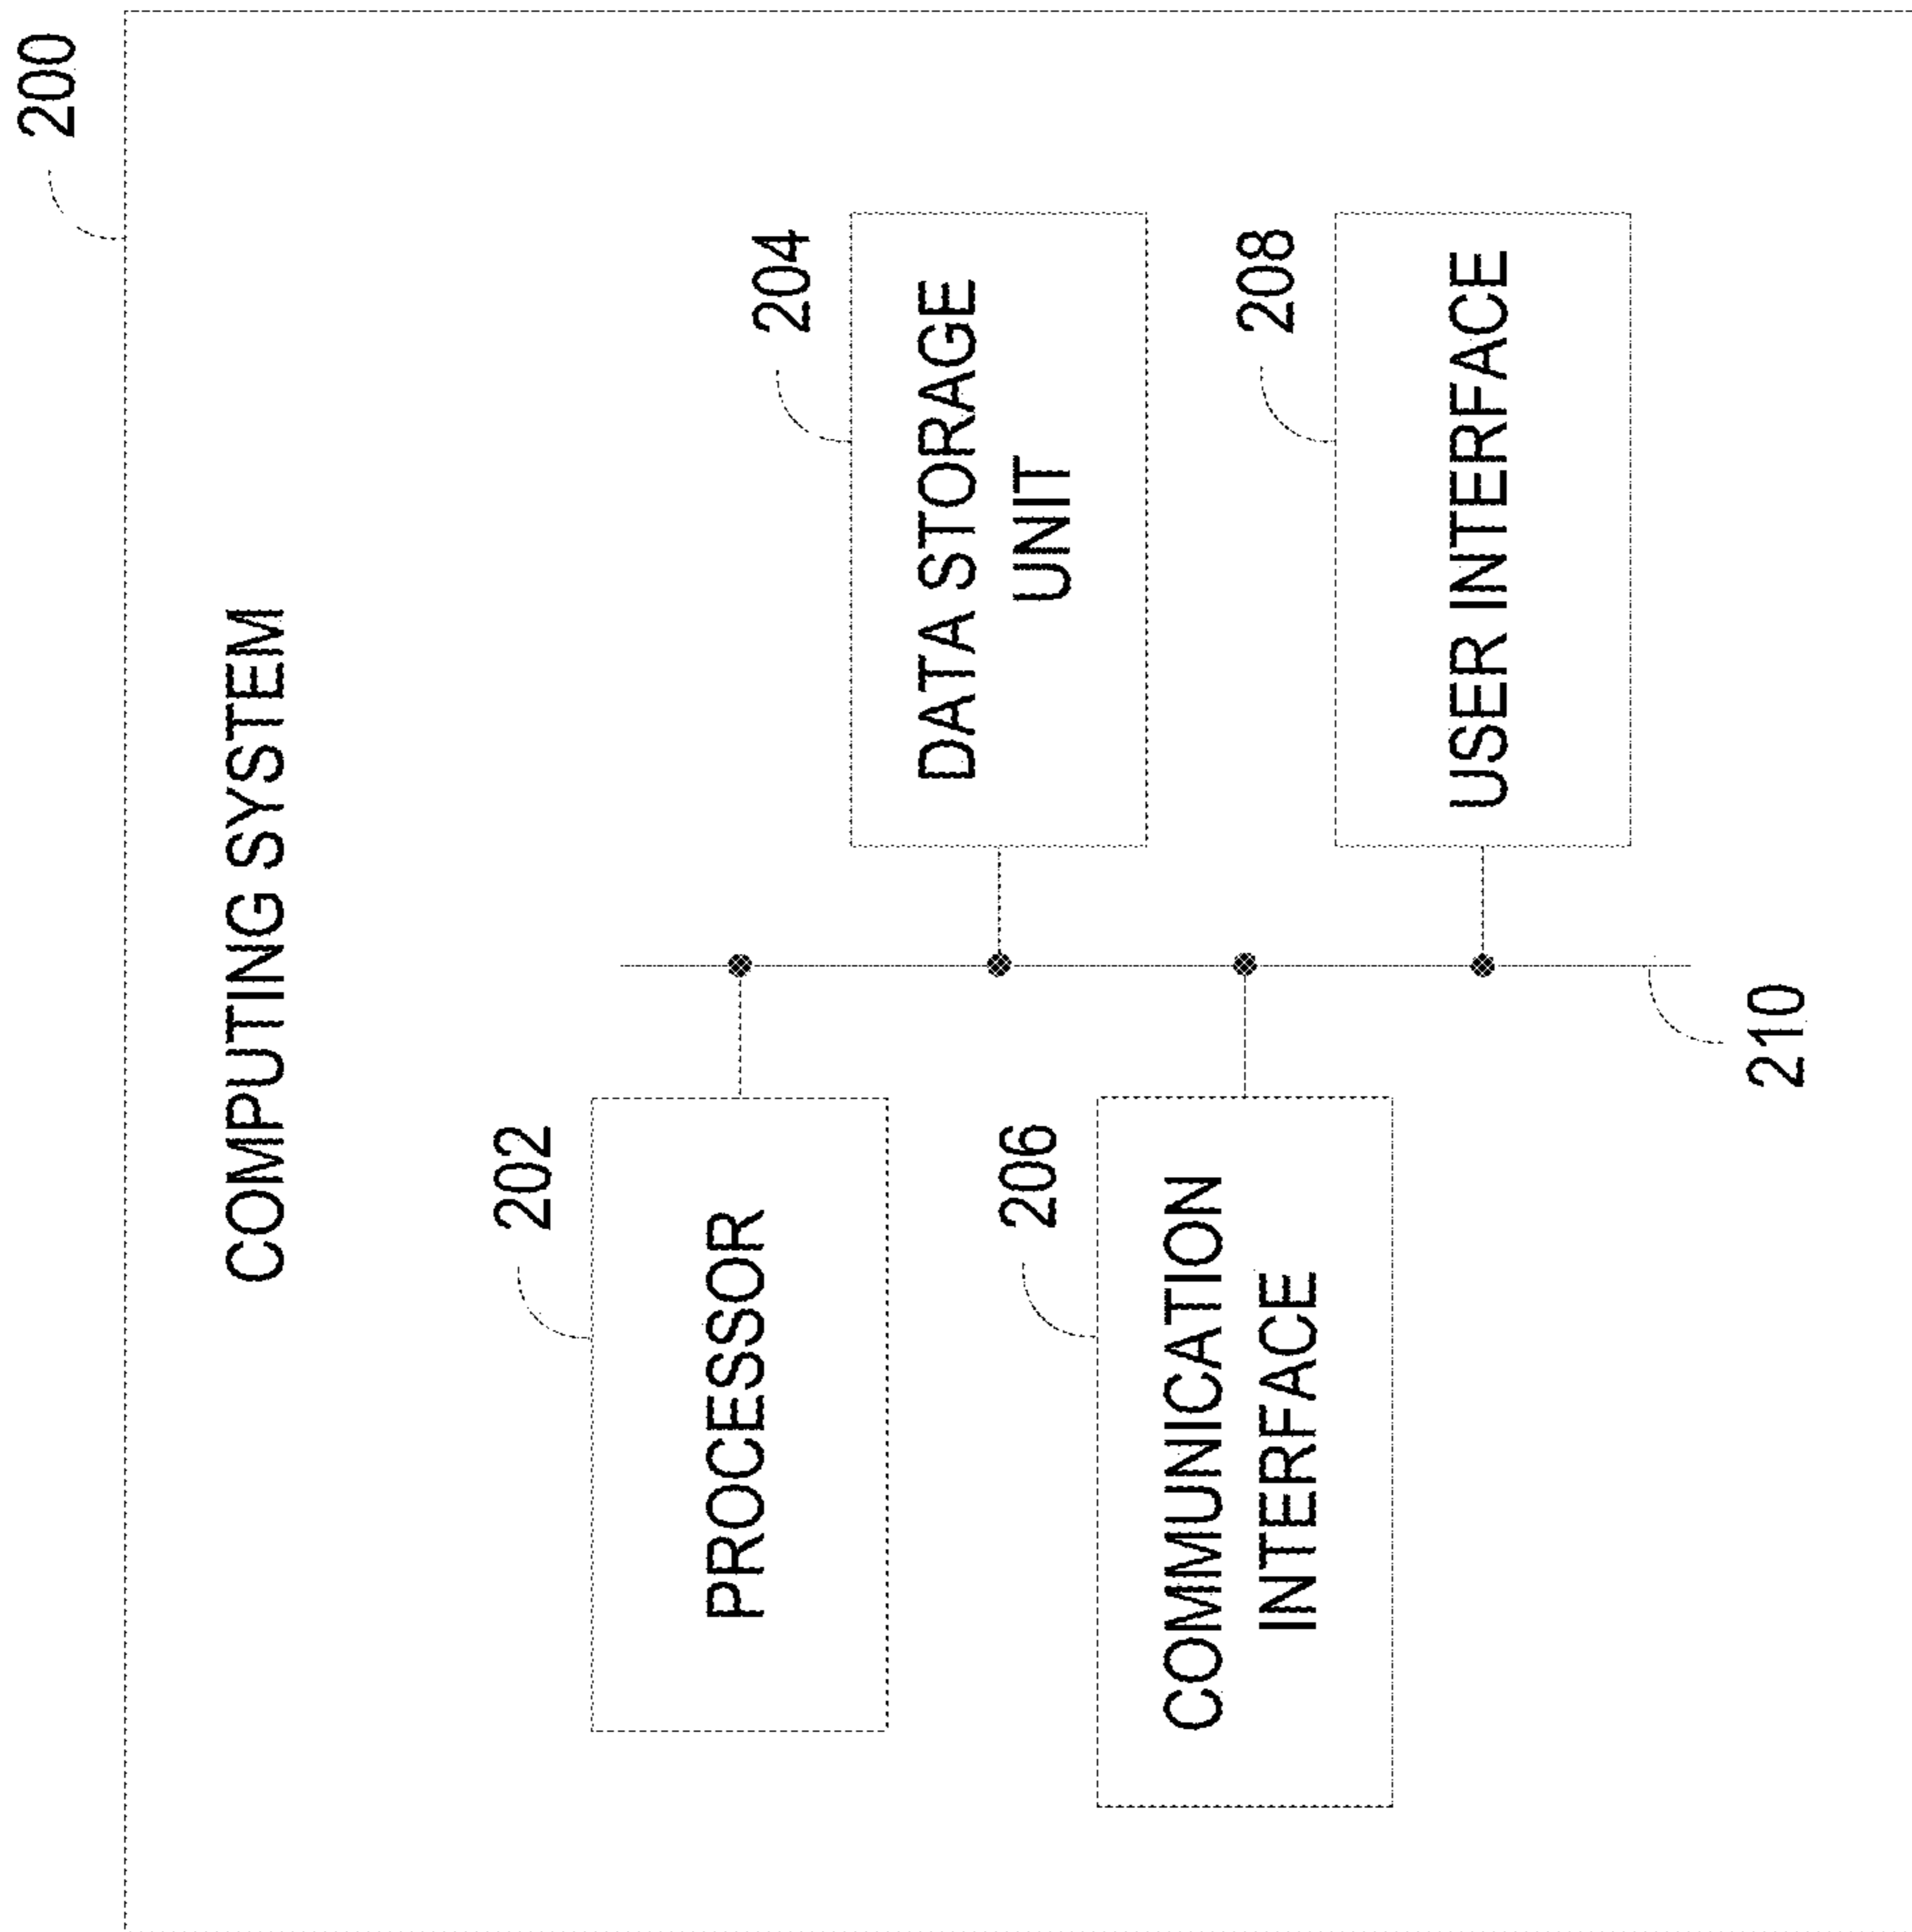 200
COMPUTING SYSTEM
202
PROCESSOR
204
DATA STORAGE
UNIT
206
COMMUNICATION
INTERFACE
208
USER INTERFACE
210